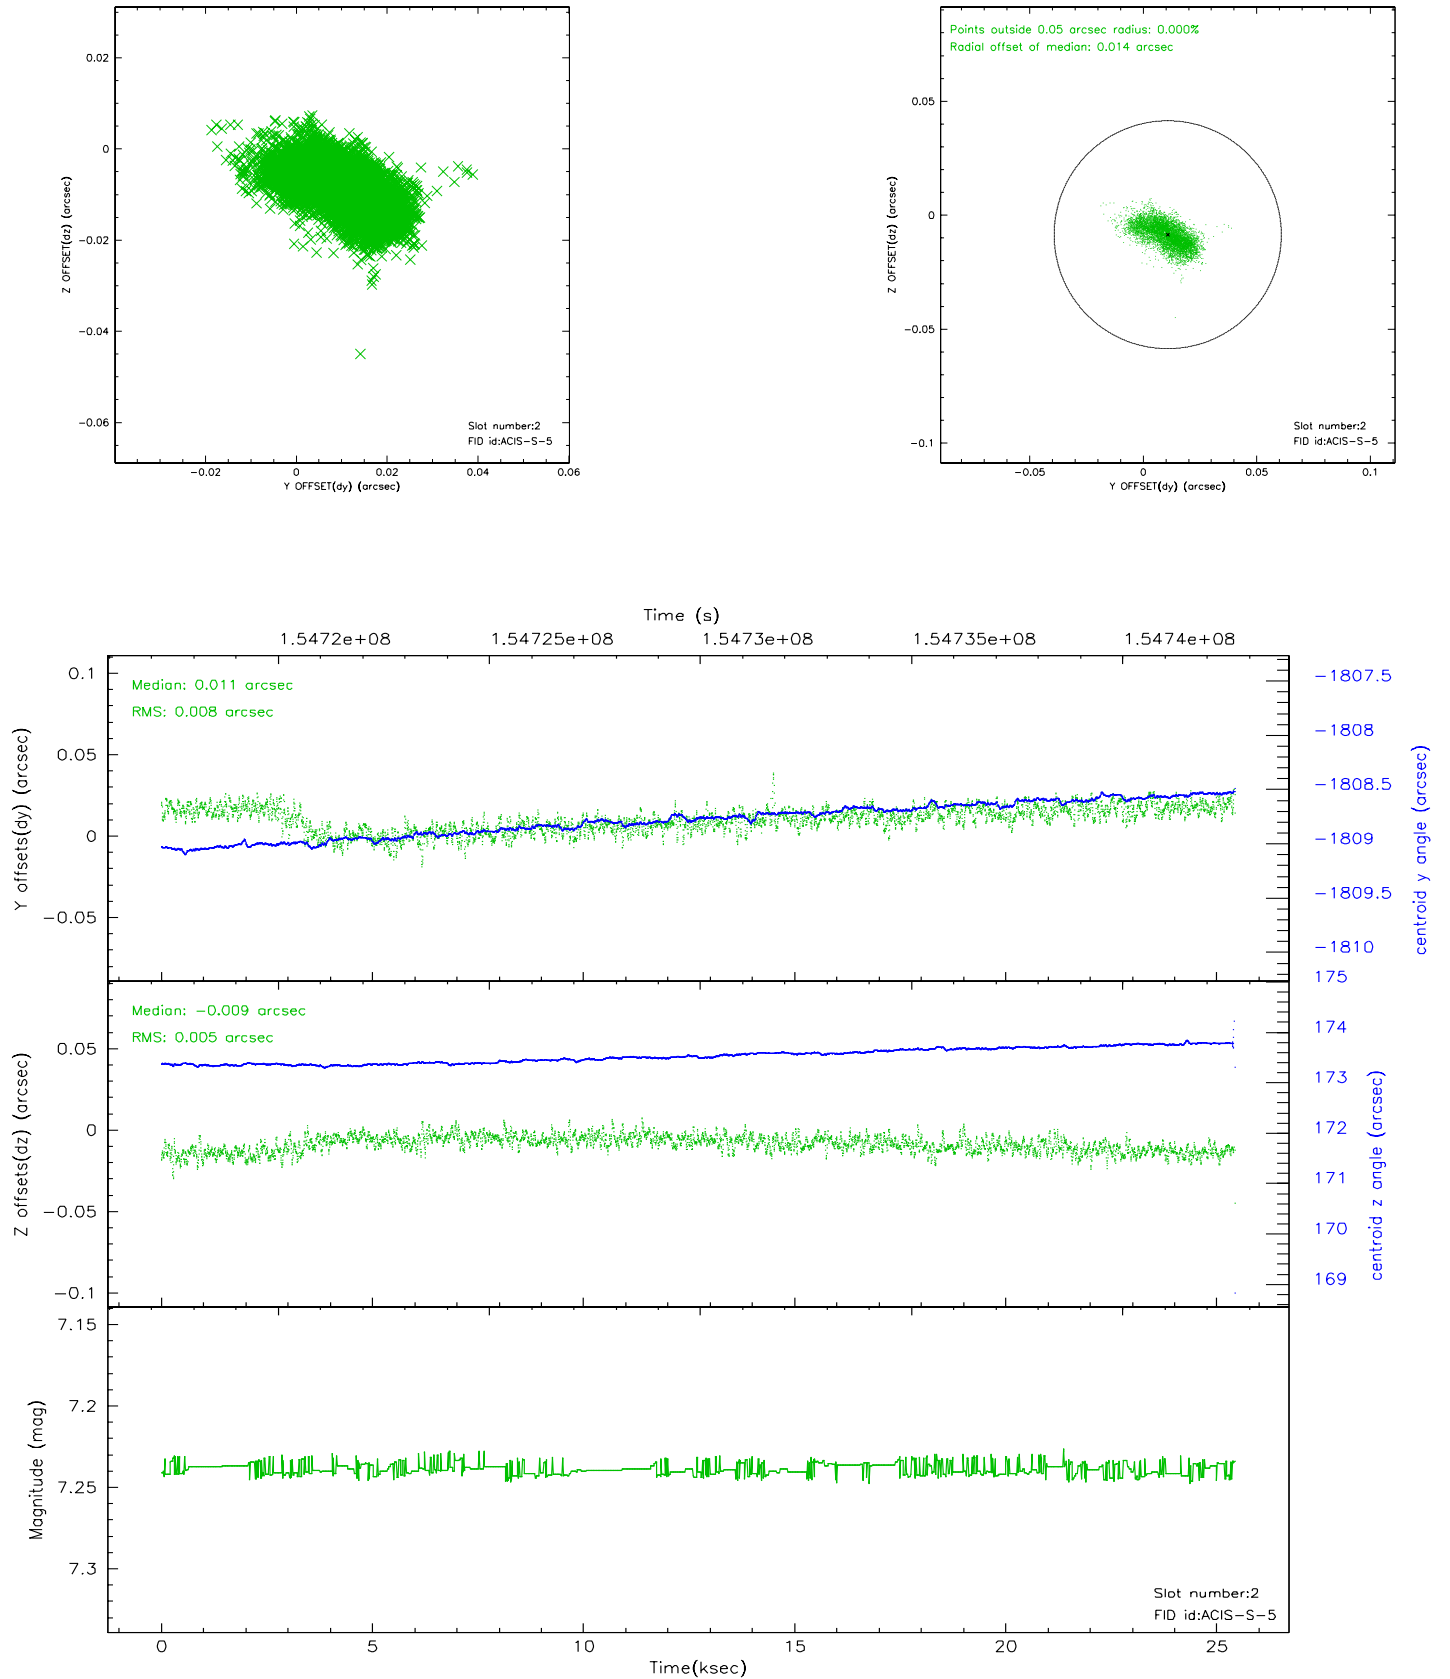 0.02
0
−0.02
−0.04
−0.06
Z OFFSET(dz) (arcsec)
Slot number:2
FID id:ACIS−S−5
−0.02 0 0.02 0.04 0.06
Y OFFSET(dy) (arcsec)
Points outside 0.05 arcsec radius: 0.000%
Radial offset of median: 0.014 arcsec
0.05
0
−0.05
−0.1
Z OFFSET(dz) (arcsec)
Slot number:2
FID id:ACIS−S−5
−0.05 0 0.05 0.1
Y OFFSET(dy) (arcsec)
Time (s)
1.5472e+08 1.54725e+08 1.5473e+08 1.54735e+08 1.5474e+08
Median: 0.011 arcsec
RMS: 0.008 arcsec
0.1
0.05
0
−0.05
Y offsets(dy) (arcsec)
−1807.5
−1808
−1808.5
−1809
−1809.5
−1810
centroid y angle (arcsec)
Median: −0.009 arcsec
RMS: 0.005 arcsec
0.05
0
−0.05
−0.1
Z offsets(dz) (arcsec)
175
174
173
172
171
170
169
centroid z angle (arcsec)
7.15
7.2
7.25
7.3
Magnitude (mag)
Slot number:2
FID id:ACIS−S−5
0 5 10 15 20 25
Time(ksec)